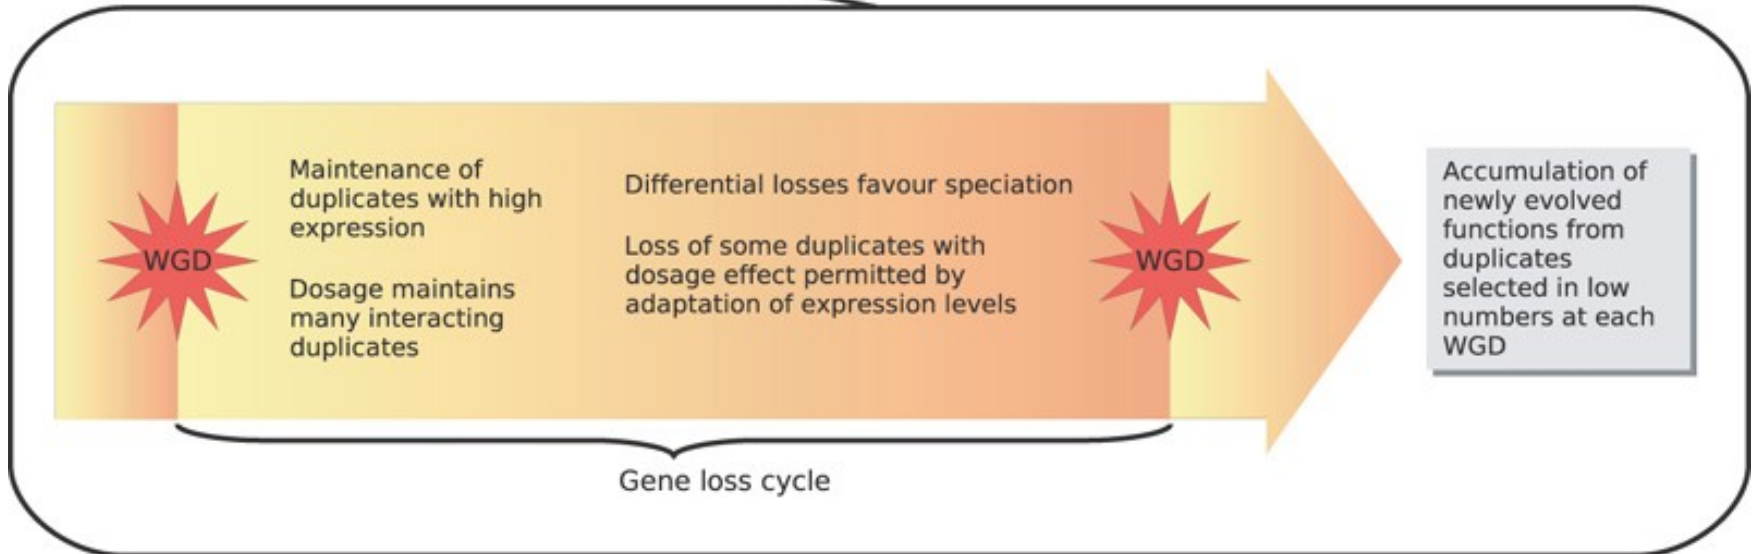 WGD
Maintenance of
duplicates with high
expression
Dosage maintains
many interacting
duplicates
Differential losses favour speciation
Loss of some duplicates with
dosage effect permitted by
adaptation of expression levels
WGD
Accumulation of
newly evolved
functions from
duplicates
selected in low
numbers at each
WGD
Gene loss cycle